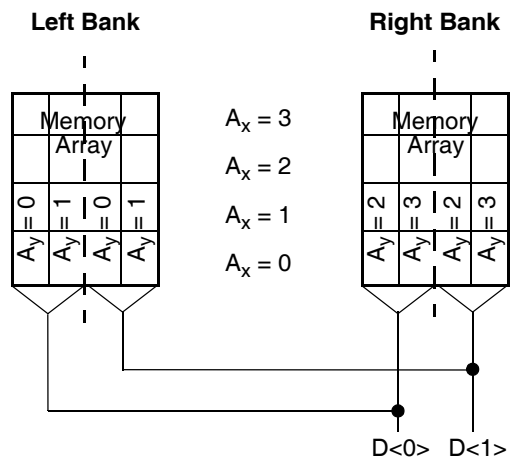 Left Bank
Right Bank
Memory
Array
Memory
Array
Aₓ = 3
Aₓ = 2
Aₓ = 1
Aₓ = 0
Ay = 0
Ay = 1
Ay = 0
Ay = 1
Ay = 2
Ay = 3
Ay = 2
Ay = 3
D<0> D<1>